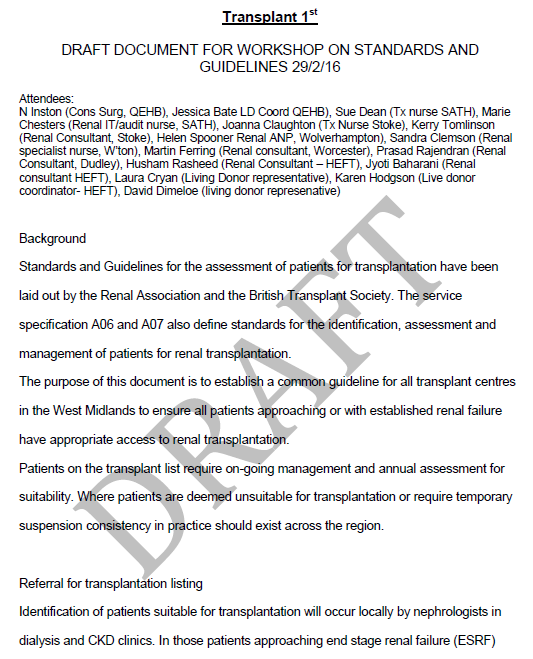 Transplant 1st
DRAFT DOCUMENT FOR WORKSHOP ON STANDARDS AND
GUIDELINES 29/2/16
Attendees:
N Inston (Cons Surg, QEHB), Jessica Bate LD Coord QEHB), Sue Dean (Tx nurse SATH), Marie
Chesters (Renal IT/audit nurse, SATH), Joanna Claughton (Tx Nurse Stoke), Kerry Tomlinson
(Renal Consultant, Stoke), Helen Spooner Renal ANP, Wolverhampton), Sandra Clemson (Renal
specialist nurse, W'ton), Martin Ferring (Renal consultant, Worcester), Prasad Rajendran (Renal
Consultant, Dudley), Husham Rasheed (Renal Consultant – HEFT), Jyoti Baharani (Renal
consultant HEFT), Laura Cryan (Living Donor representative), Karen Hodgson (Live donor
coordinator- HEFT), David Dimeloe (living donor represenative)
Background
Standards and Guidelines for the assessment of patients for transplantation have been
laid out by the Renal Association and the British Transplant Society. The service
specification A06 and A07 also define standards for the identification, assessment and
management of patients for renal transplantation.
The purpose of this document is to establish a common guideline for all transplant centres
in the West Midlands to ensure all patients approaching or with established renal failure
have appropriate access to renal transplantation.
Patients on the transplant list require on-going management and annual assessment for
suitability. Where patients are deemed unsuitable for transplantation or require temporary
suspension consistency in practice should exist across the region.
Referral for transplantation listing
Identification of patients suitable for transplantation will occur locally by nephrologists in
dialysis and CKD clinics. In those patients approaching end stage renal failure (ESRF)
DRAFT